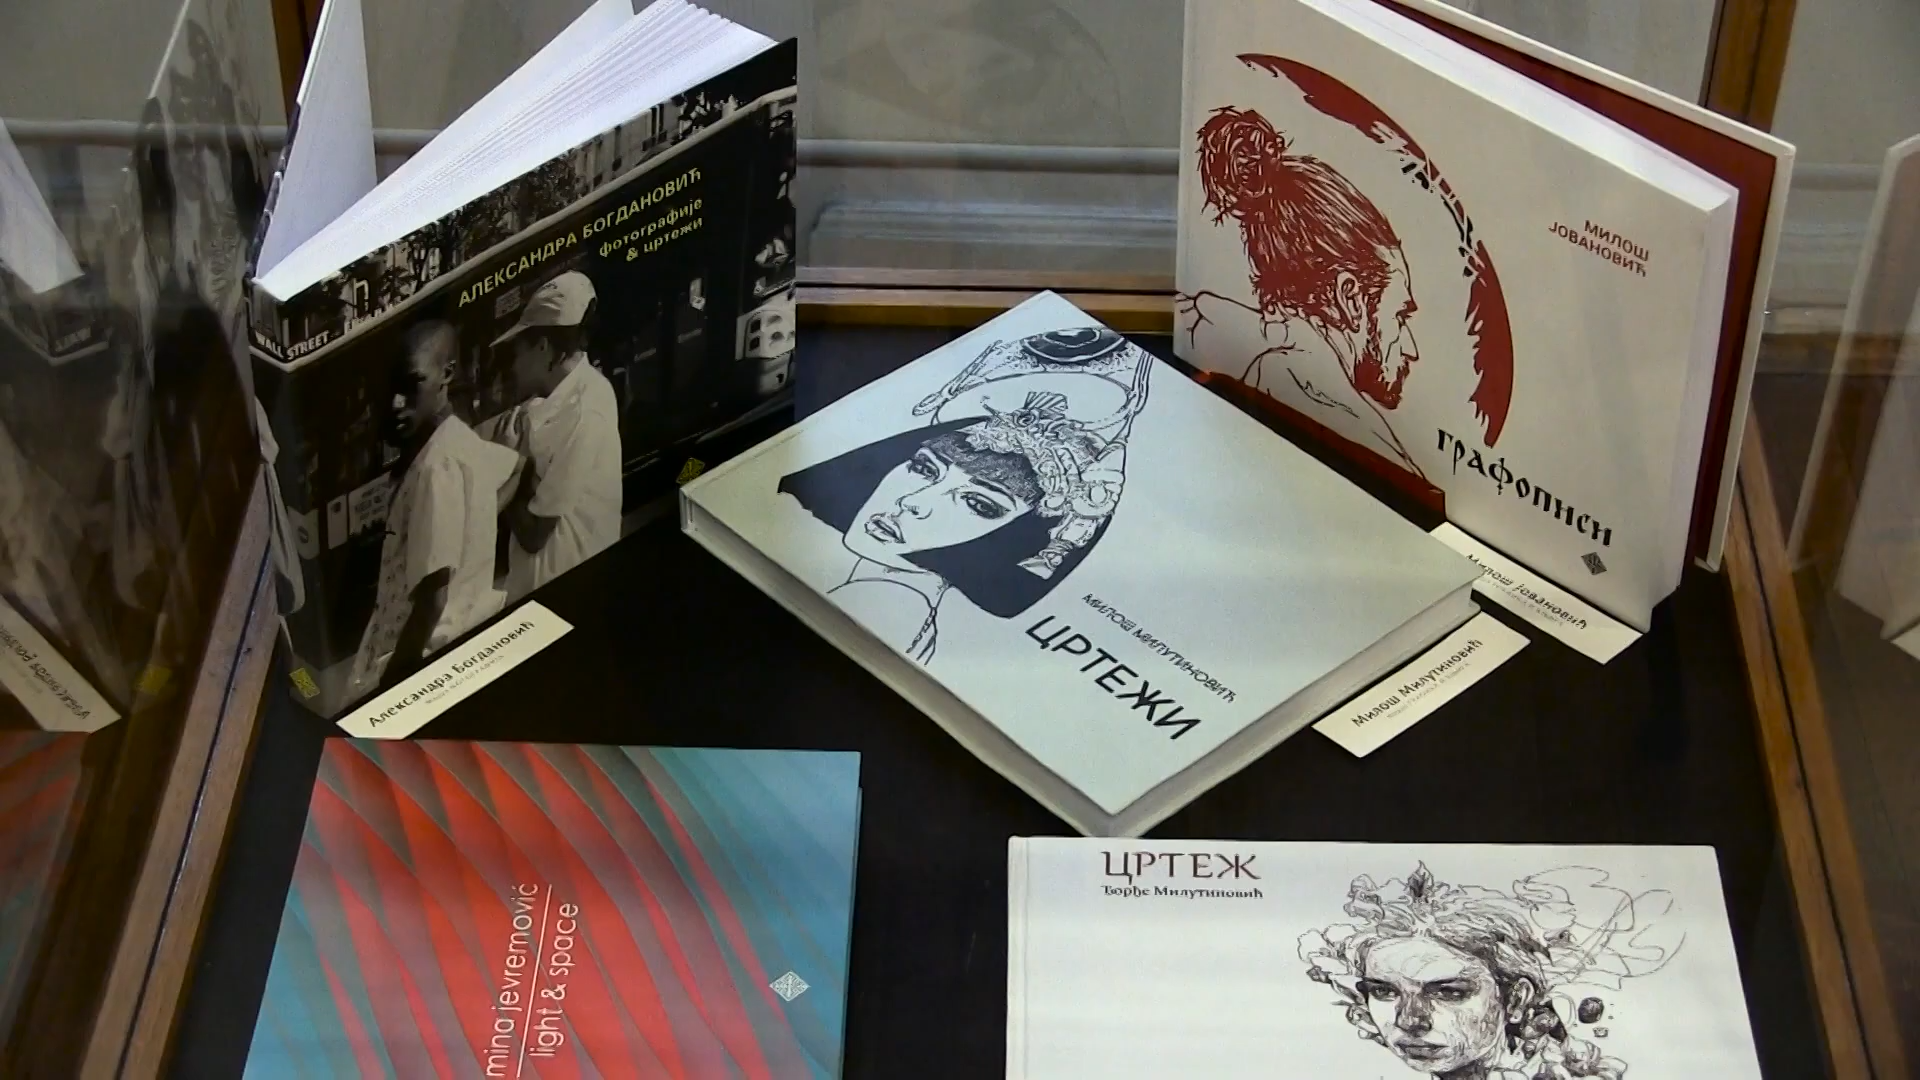 АЛЕКСАНДРА БОГДАНОВИЋ
фотографије
& цртежи
WALL STREET
Александра Богдановић
МИЛОШ
ЈОВАНОВИЋ
графописи
Милош Јовановић
МИЛОШ МИЛУТИНОВИЋ
ЦРТЕЖИ
Милош Милутиновић
mina jevremović
light & space
ЦРТЕЖ
Ђорђе Милутиновић